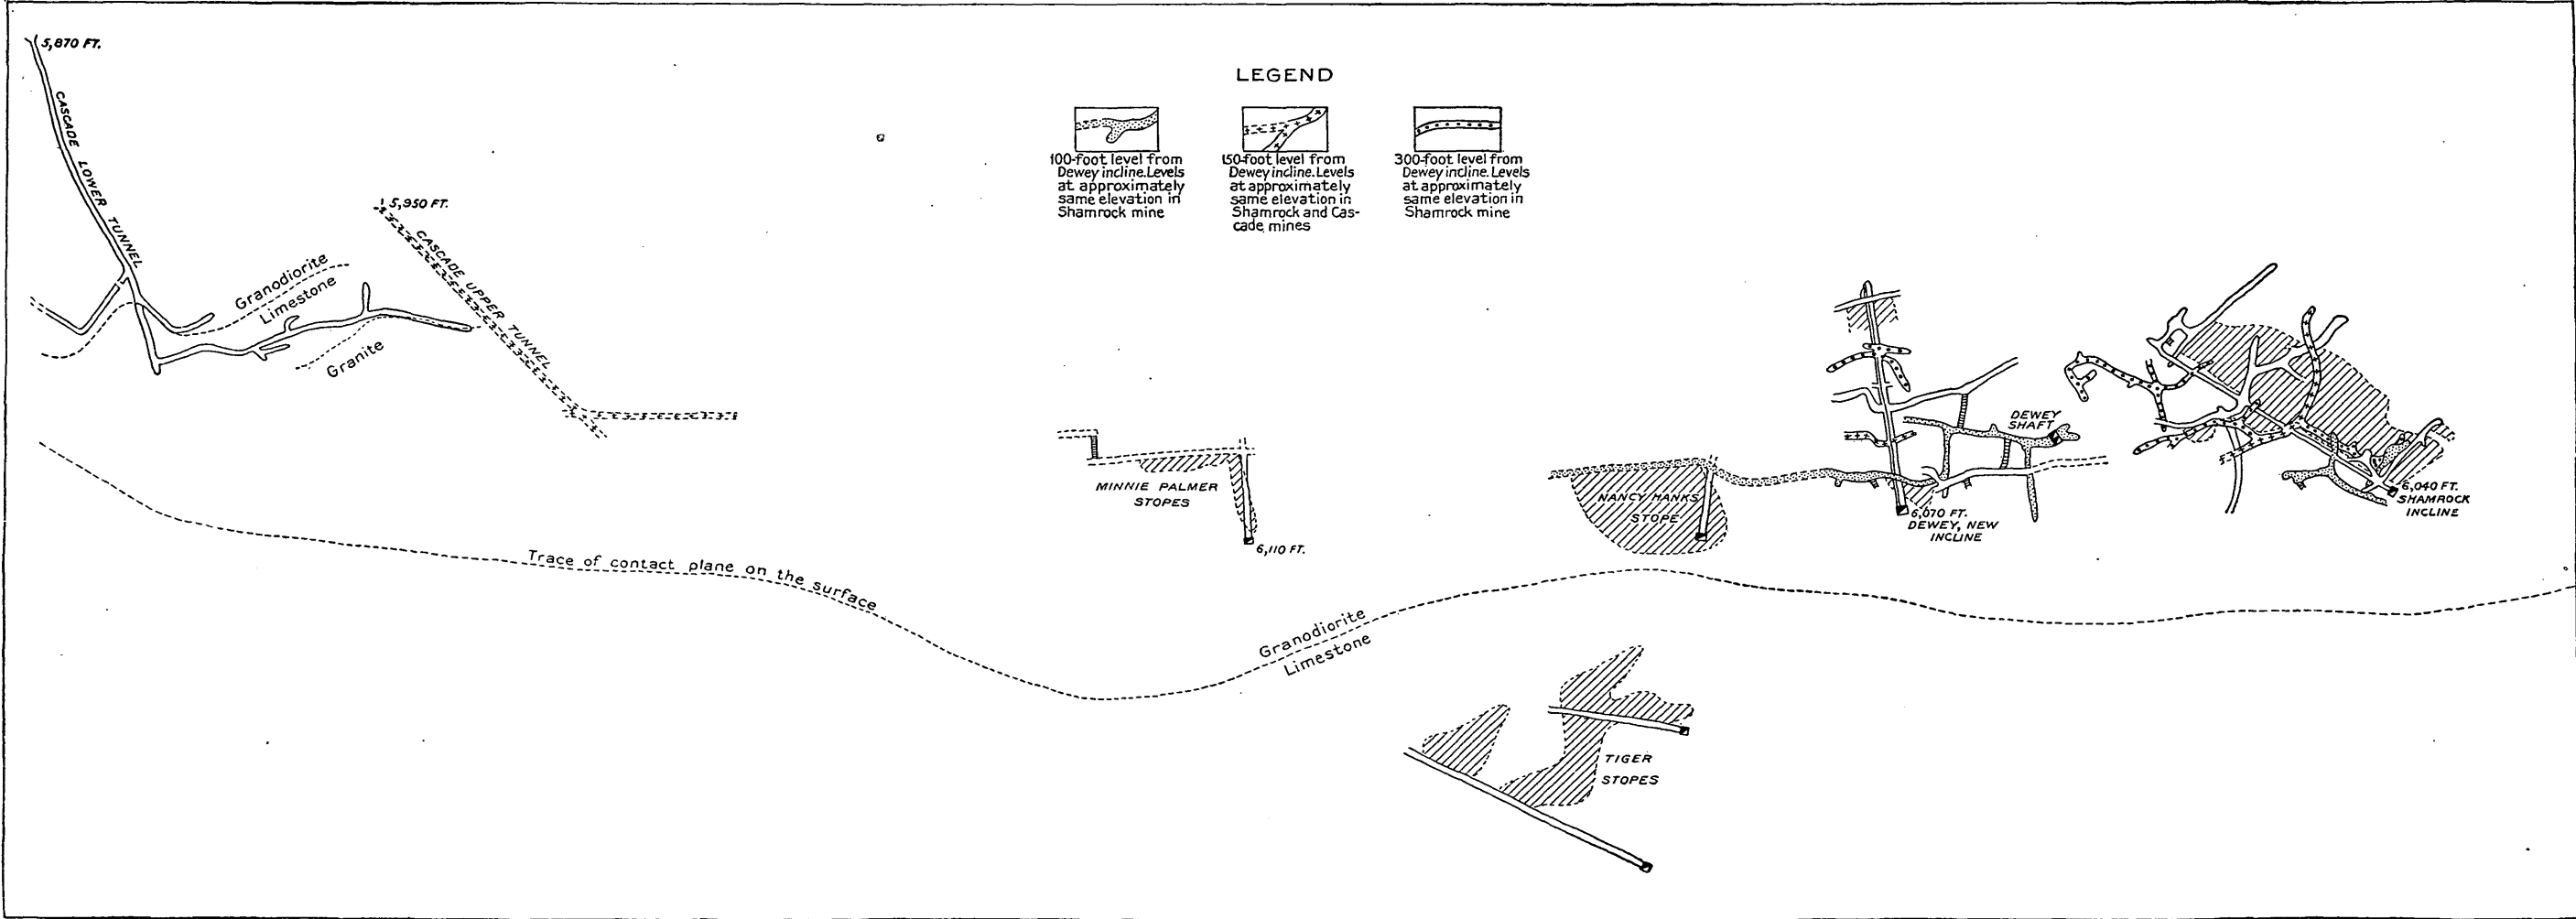 5,870 FT.
CASCADE LOWER TUNNEL
5,950 FT.
CASCADE UPPER TUNNEL
Granodiorite
Limestone
Granite
LEGEND
100-foot level from
Dewey incline. Levels
at approximately
same elevation in
Shamrock mine
150-foot level from
Dewey incline. Levels
at approximately
same elevation in
Shamrock and Cas-
cade mines
300-foot level from
Dewey incline. Levels
at approximately
same elevation in
Shamrock mine
MINNIE PALMER
STOPES
6,110 FT.
NANCY HANKS
STOPE
DEWEY
SHAFT
6,070 FT.
DEWEY, NEW
INCLINE
6,040 FT.
SHAMROCK
INCLINE
Trace of contact plane on the surface
Granodiorite
Limestone
TIGER
STOPES